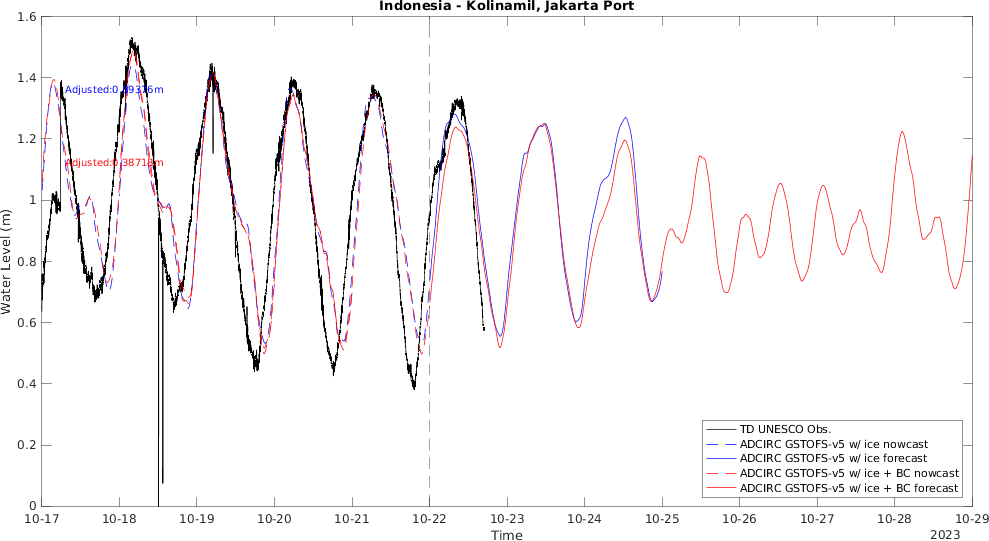 Indonesia - Kolinamil, Jakarta Port
Water Level (m)
1.6
1.4
1.2
1
0.8
0.6
0.4
0.2
0
m
m
10-17
10-18
10-19
10-20
10-21
10-22
10-23
10-24
10-25
10-26
10-27
10-28
10-29
Time
2023
TD UNESCO Obs.
ADCIRC GSTOFS-v5 w/ ice nowcast
ADCIRC GSTOFS-v5 w/ ice forecast
ADCIRC GSTOFS-v5 w/ ice + BC nowcast
ADCIRC GSTOFS-v5 w/ ice + BC forecast